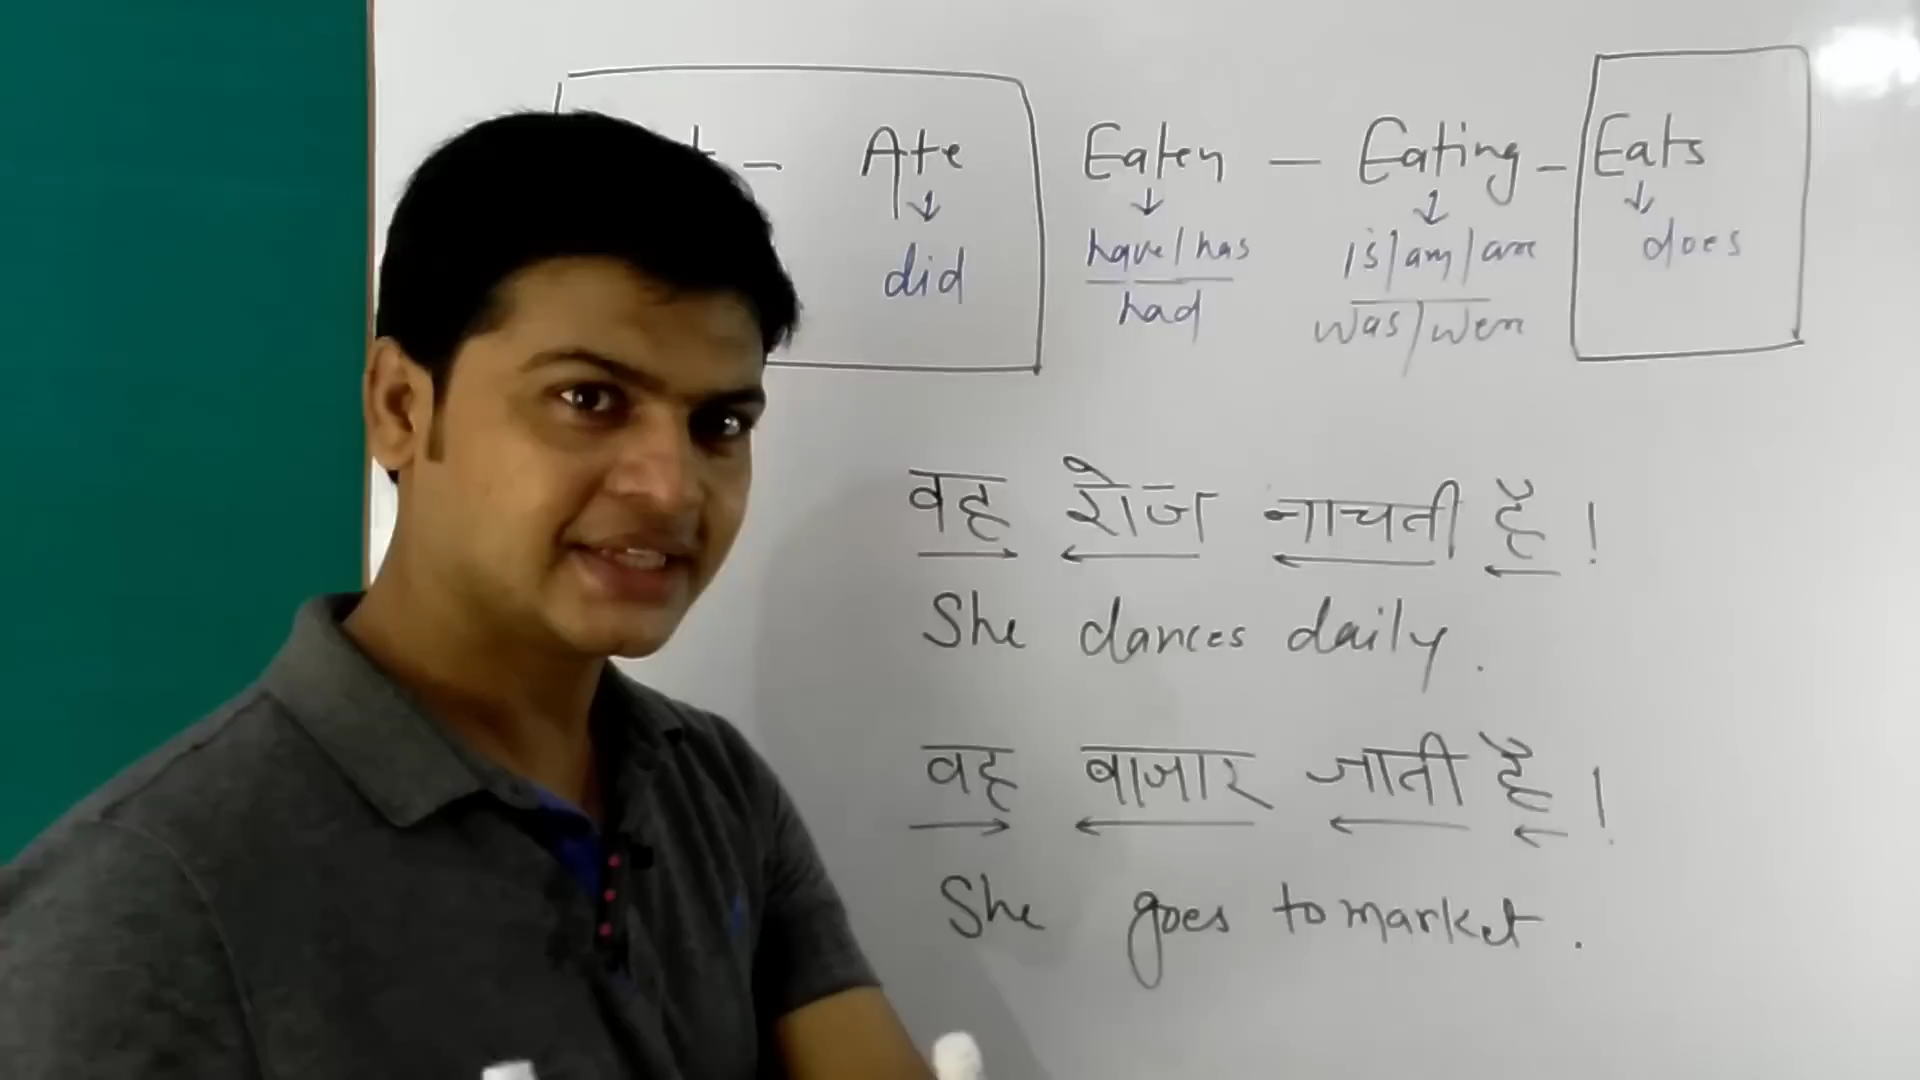 – Ate Eaten – Eating – Eats
↓ ↓ ↓ ↓
did have/has is/am/are does
had was/were
वह रोज नाचती है !
She dances daily.
वह बाजार जाती है !
She goes to market.